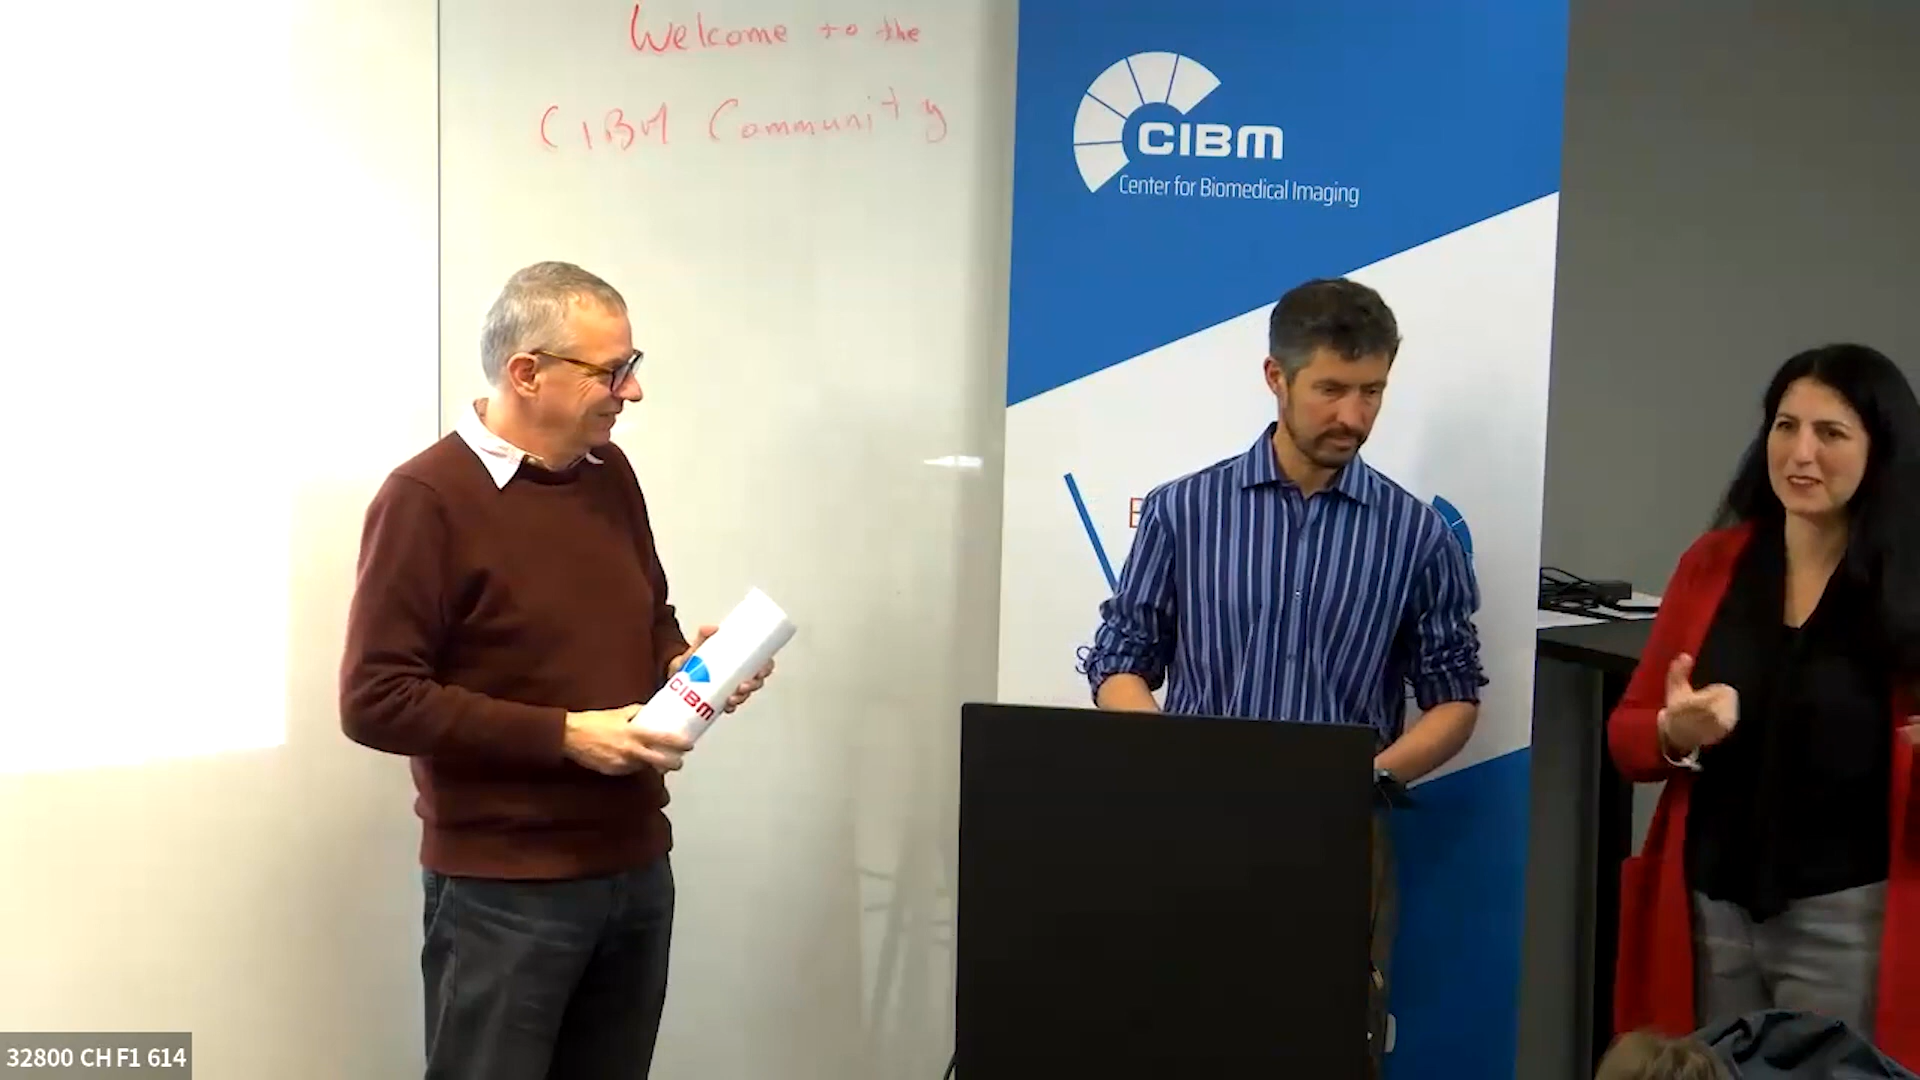 Welcome to the
CIBM Community
CIBM
Center for Biomedical Imaging
CIBM
32800 CH F1 614